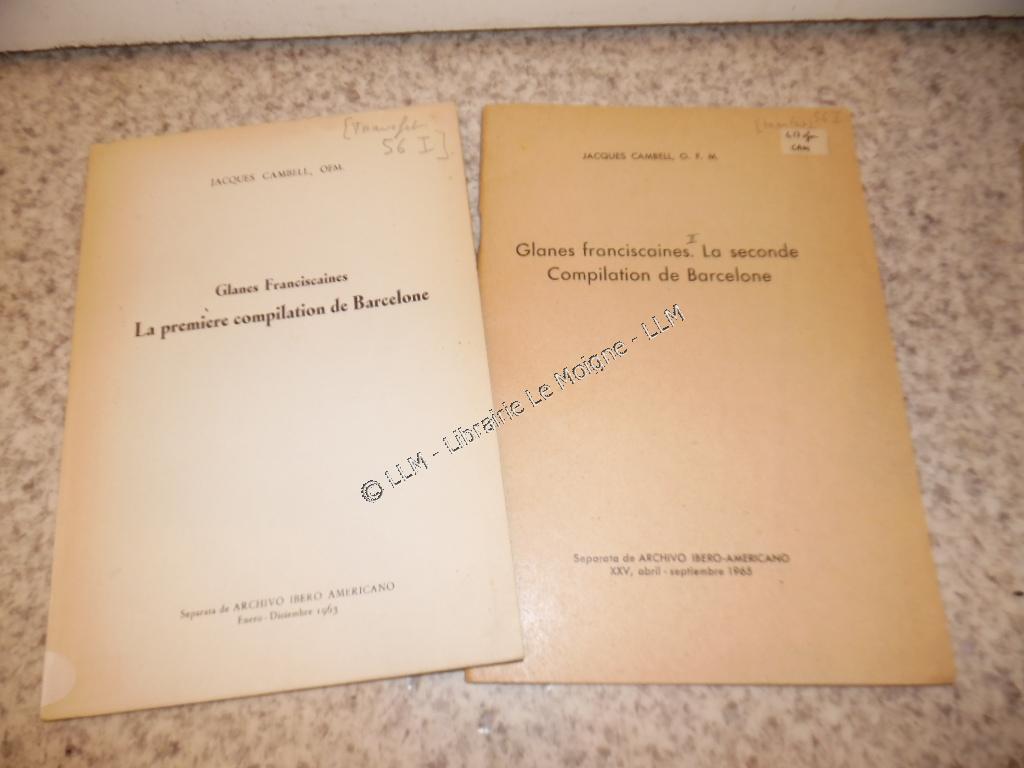 56 I]
JACQUES CAMBELL, OFM.
Glanes Franciscaines
La première compilation de Barcelone
Separata de ARCHIVO IBERO AMERICANO
Enero - Diciembre 1963
56 I
CAM
JACQUES CAMBELL, O. F. M.
I
Glanes franciscaines. La seconde
Compilation de Barcelone
Separata de ARCHIVO IBERO-AMERICANO
XXV, abril - septiembre 1965
© LLM - Librairie Le Moigne - LLM